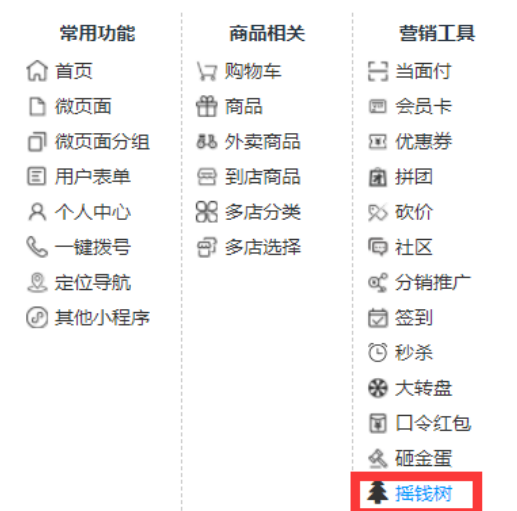 常用功能
首页
微页面
微页面分组
用户表单
个人中心
一键拨号
定位导航
其他小程序
商品相关
购物车
商品
外卖商品
到店商品
多店分类
多店选择
营销工具
当面付
会员卡
优惠券
拼团
砍价
社区
分销推广
签到
秒杀
大转盘
口令红包
砸金蛋
摇钱树